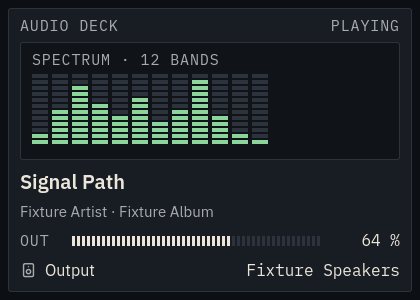 AUDIO DECK PLAYING
SPECTRUM · 12 BANDS
Signal Path
Fixture Artist · Fixture Album
OUT 64 %
Output Fixture Speakers